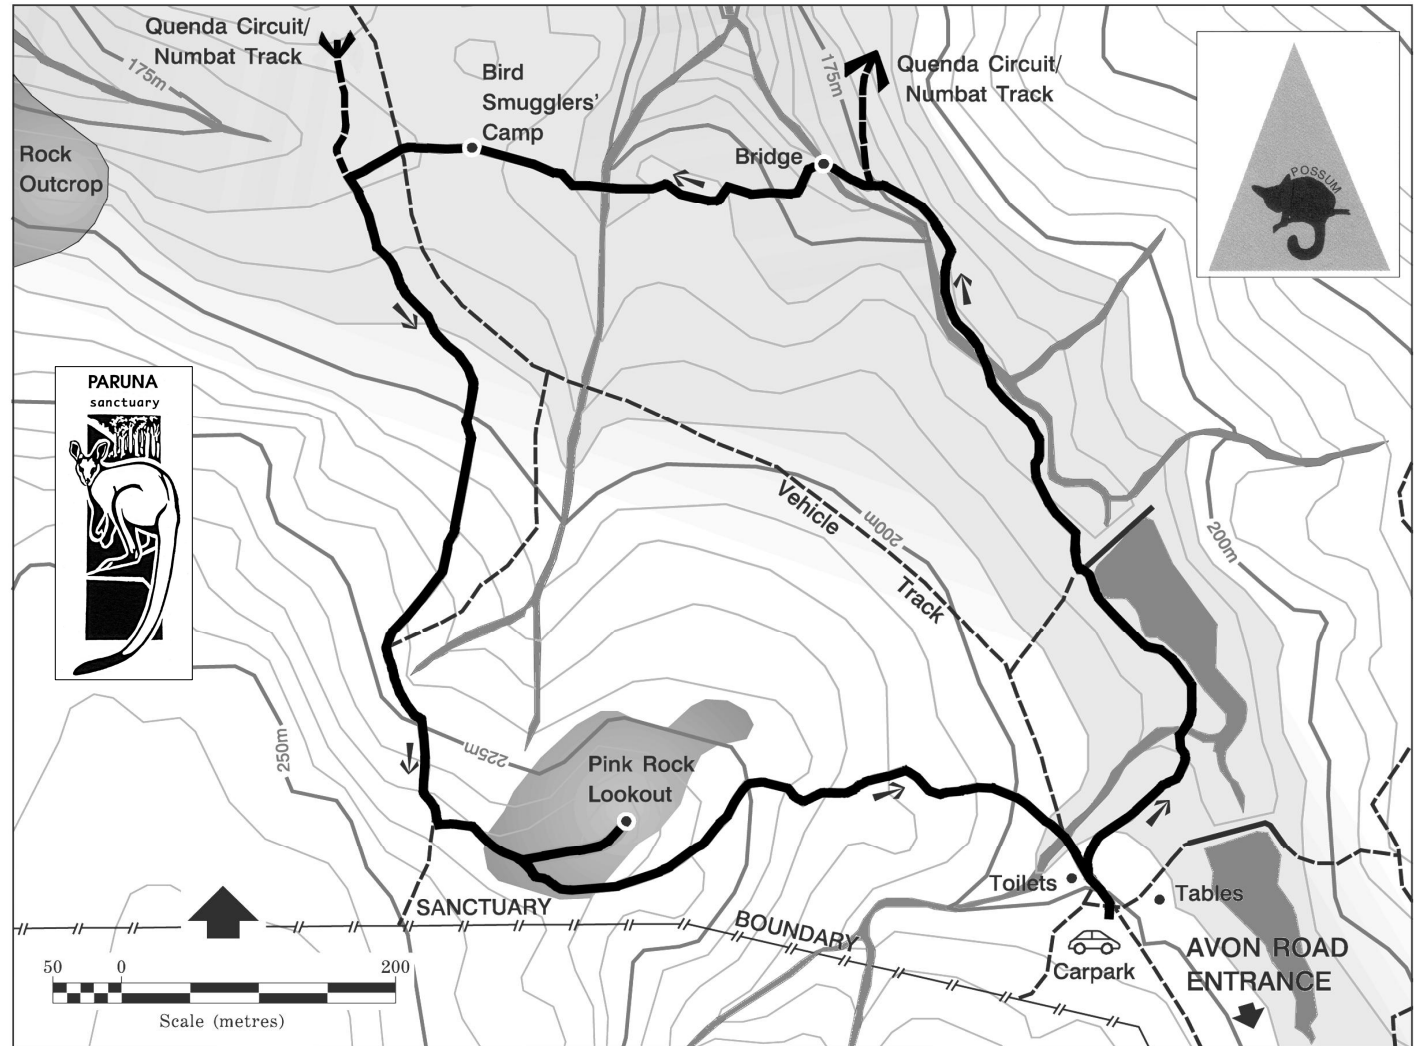 Quenda Circuit/
Numbat Track
175m
Bird
Smugglers'
Camp
175m
Quenda Circuit/
Numbat Track
Bridge
Rock
Outcrop
POSSUM
PARUNA
sanctuary
Vehicle
Track
200m
200m
250m
225m
Pink Rock
Lookout
Toilets
Tables
SANCTUARY
BOUNDARY
Carpark
AVON ROAD
ENTRANCE
50 0 200
Scale (metres)